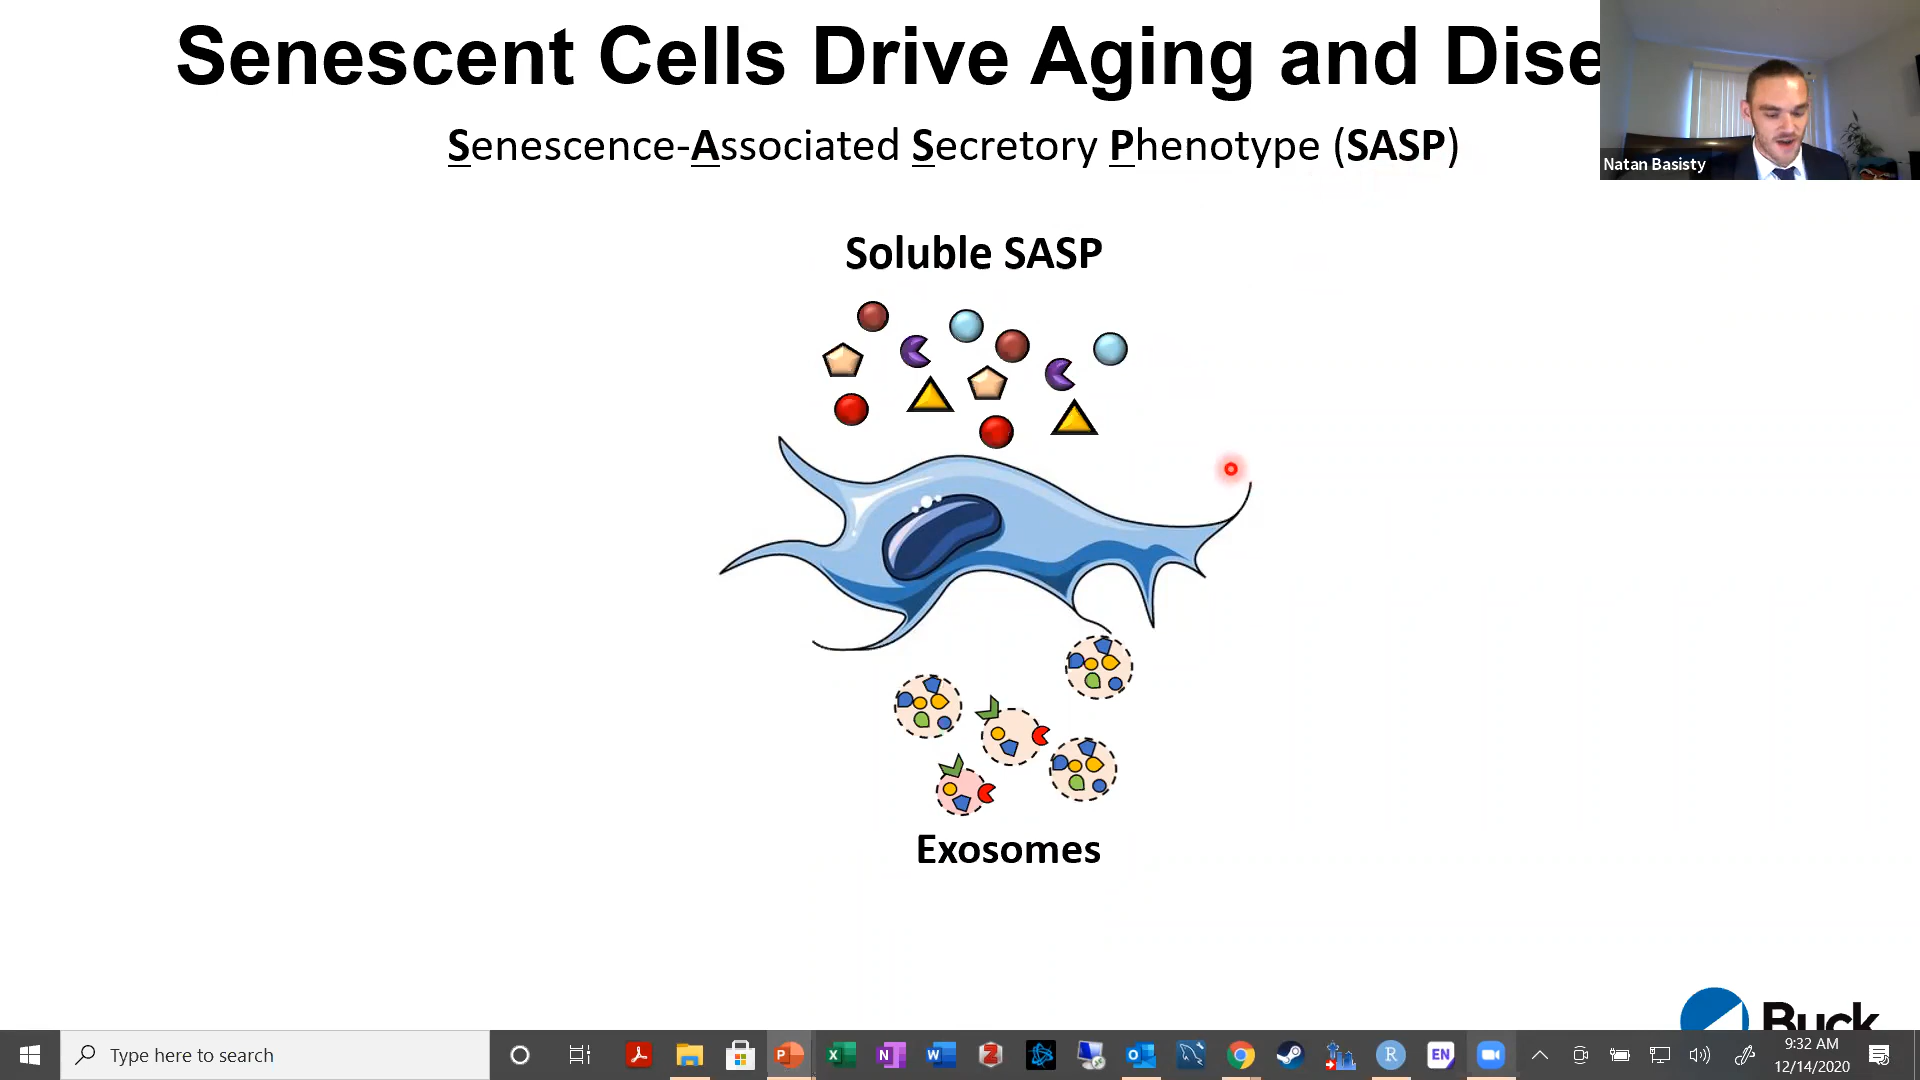 Senescent Cells Drive Aging and Dise
Senescence-Associated Secretory Phenotype (SASP)
Natan Basisty
Soluble SASP
Exosomes
Buck
Type here to search
P
X
N
W
Z
O
R
EN
9:32 AM
12/14/2020